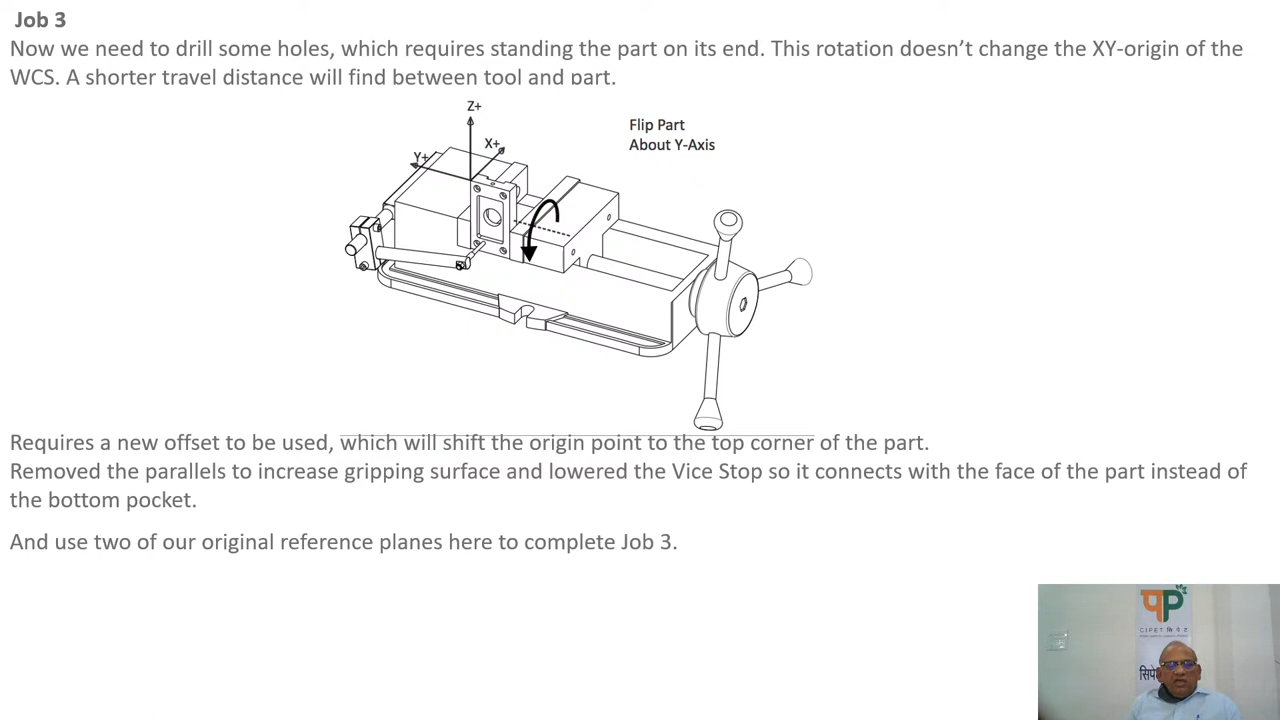 Job 3
Now we need to drill some holes, which requires standing the part on its end. This rotation doesn’t change the XY-origin of the
WCS. A shorter travel distance will find between tool and part.
Z+
X+
Y+
Flip Part
About Y-Axis
Requires a new offset to be used, which will shift the origin point to the top corner of the part.
Removed the parallels to increase gripping surface and lowered the Vice Stop so it connects with the face of the part instead of
the bottom pocket.
And use two of our original reference planes here to complete Job 3.
CIPET सिपेट